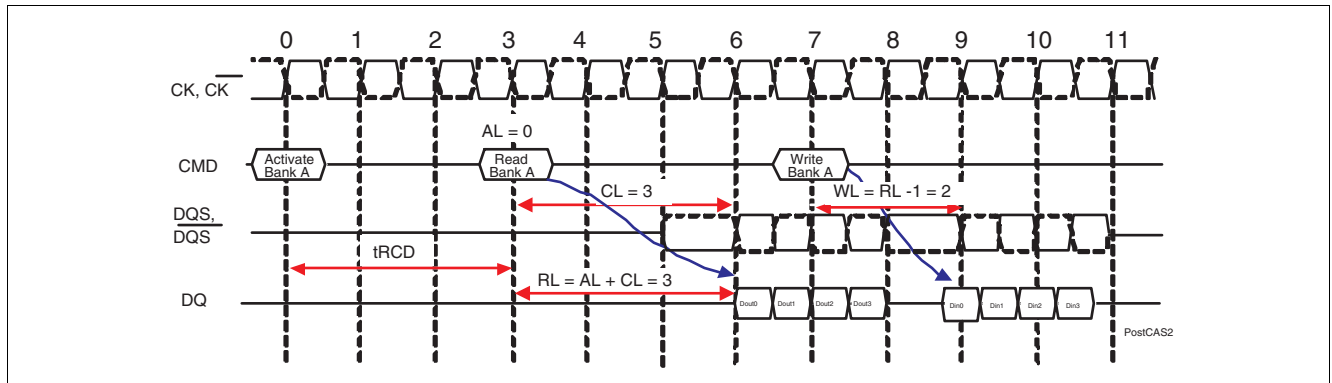 0 1 2 3 4 5 6 7 8 9 10 11
CK, CK
AL = 0
CMD
Activate
Bank A
Read
Bank A
Write
Bank A
CL = 3
WL = RL -1 = 2
DQS,
DQS
tRCD
RL = AL + CL = 3
DQ
Dout0 Dout1 Dout2 Dout3
Din0 Din1 Din2 Din3
PostCAS2